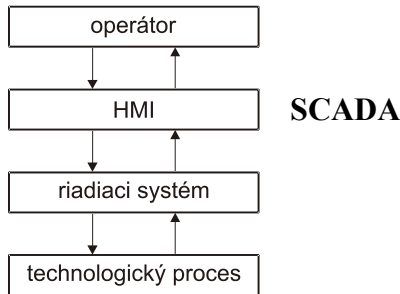 operátor
HMI
SCADA
riadiaci systém
technologický proces